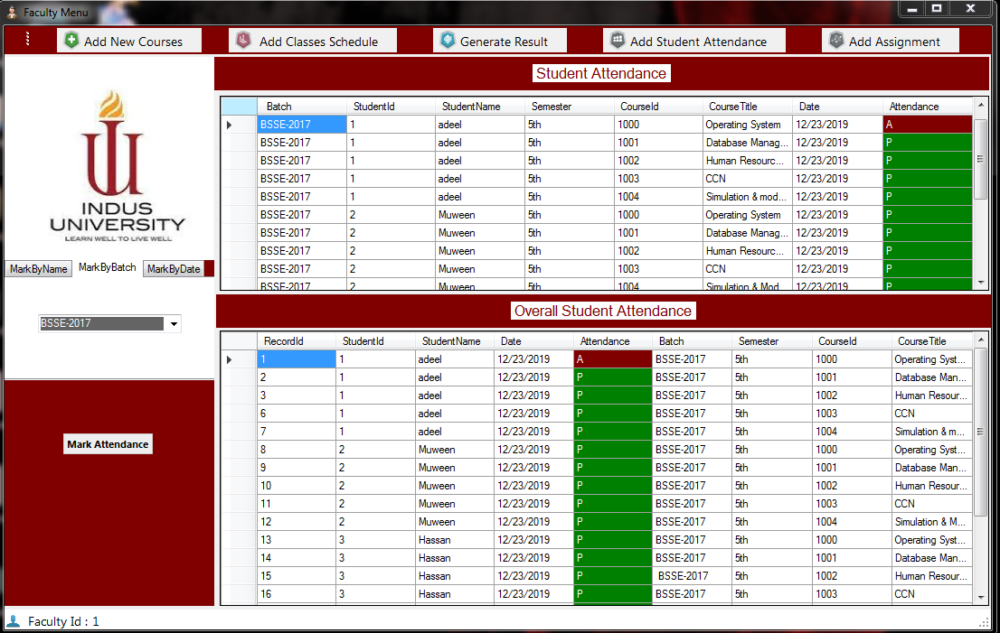 Faculty Menu
Add New Courses Add Classes Schedule Generate Result Add Student Attendance Add Assignment
INDUS
UNIVERSITY
LEARN WELL TO LIVE WELL
MarkByName MarkByBatch MarkByDate
BSSE-2017
Mark Attendance
Student Attendance
Batch StudentId StudentName Semester CourseId CourseTitle Date Attendance
BSSE-2017 1 adeel 5th 1000 Operating System 12/23/2019 A
BSSE-2017 1 adeel 5th 1001 Database Manag... 12/23/2019 P
BSSE-2017 1 adeel 5th 1002 Human Resourc... 12/23/2019 P
BSSE-2017 1 adeel 5th 1003 CCN 12/23/2019 P
BSSE-2017 1 adeel 5th 1004 Simulation & mod... 12/23/2019 P
BSSE-2017 2 Muween 5th 1000 Operating System 12/23/2019 P
BSSE-2017 2 Muween 5th 1001 Database Manag... 12/23/2019 P
BSSE-2017 2 Muween 5th 1002 Human Resourc... 12/23/2019 P
BSSE-2017 2 Muween 5th 1003 CCN 12/23/2019 P
BSSE-2017 2 Muween 5th 1004 Simulation & Mod... 12/23/2019 P
Overall Student Attendance
RecordId StudentId StudentName Date Attendance Batch Semester CourseId CourseTitle
1 1 adeel 12/23/2019 A BSSE-2017 5th 1000 Operating Syst...
2 1 adeel 12/23/2019 P BSSE-2017 5th 1001 Database Man...
3 1 adeel 12/23/2019 P BSSE-2017 5th 1002 Human Resour...
6 1 adeel 12/23/2019 P BSSE-2017 5th 1003 CCN
7 1 adeel 12/23/2019 P BSSE-2017 5th 1004 Simulation & m...
8 2 Muween 12/23/2019 P BSSE-2017 5th 1000 Operating Syst...
9 2 Muween 12/23/2019 P BSSE-2017 5th 1001 Database Man...
10 2 Muween 12/23/2019 P BSSE-2017 5th 1002 Human Resour...
11 2 Muween 12/23/2019 P BSSE-2017 5th 1003 CCN
12 2 Muween 12/23/2019 P BSSE-2017 5th 1004 Simulation & M...
13 3 Hassan 12/23/2019 P BSSE-2017 5th 1000 Operating Syst...
14 3 Hassan 12/23/2019 P BSSE-2017 5th 1001 Database Man...
15 3 Hassan 12/23/2019 P BSSE-2017 5th 1002 Human Resour...
16 3 Hassan 12/23/2019 P BSSE-2017 5th 1003 CCN
Faculty Id : 1